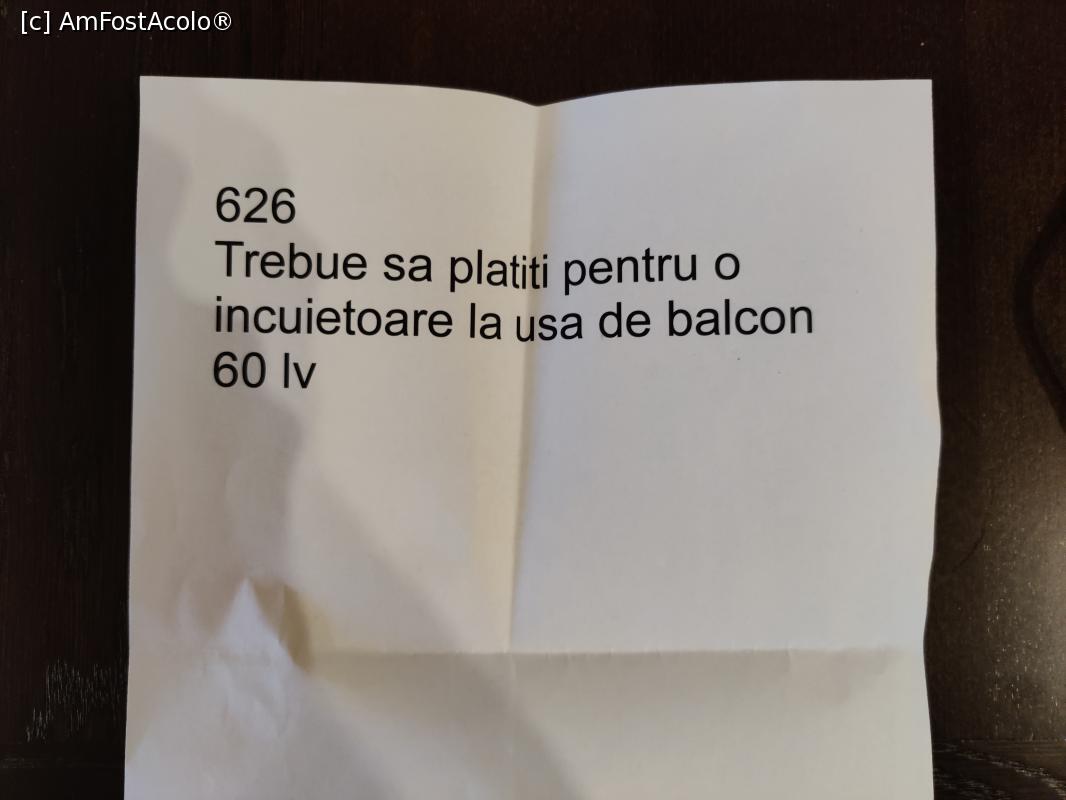 [c] AmFostAcolo®
626
Trebue sa platiti pentru o
incuietoare la usa de balcon
60 lv